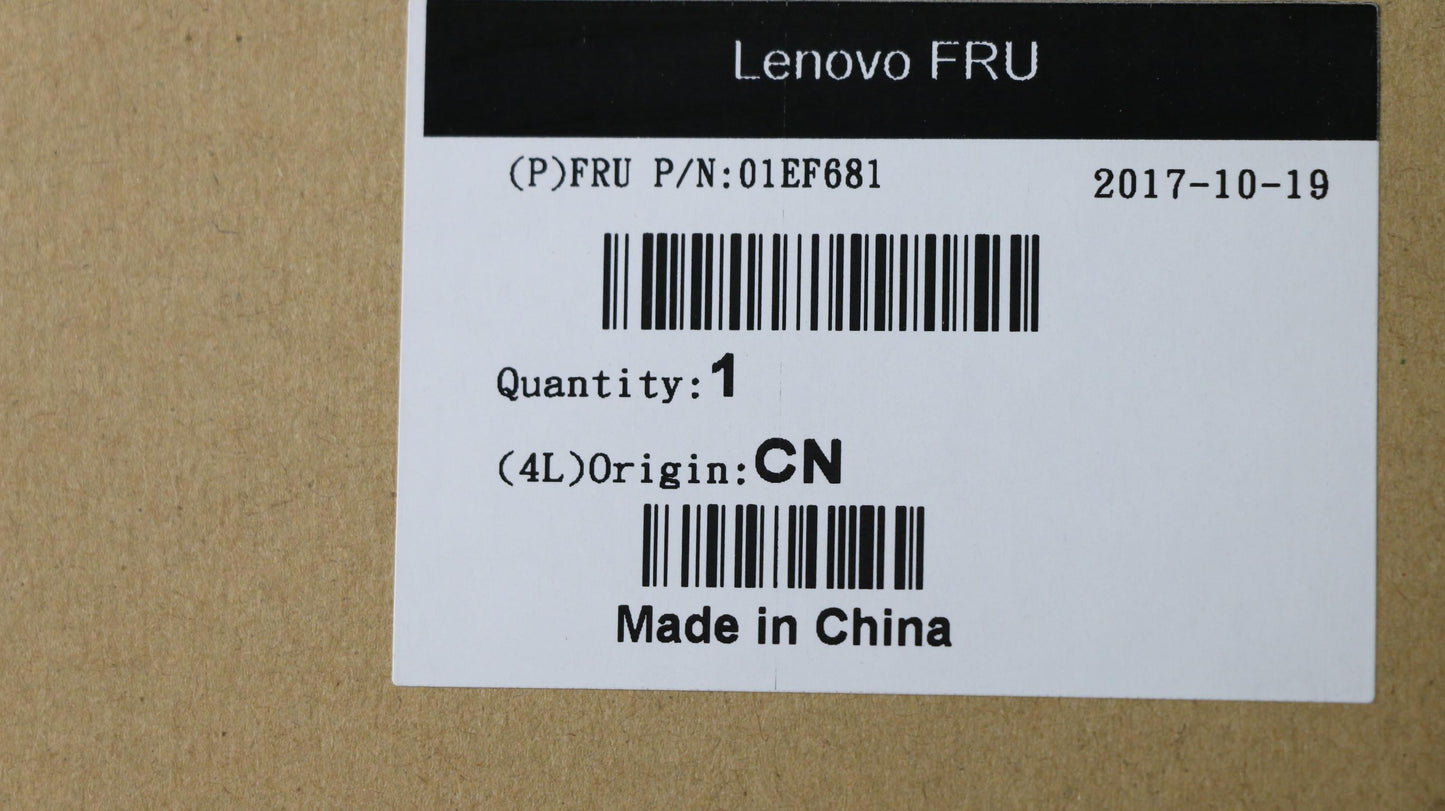 Lenovo FRU
(P)FRU P/N:01EF681 2017-10-19
Quantity:1
(4L)Origin:CN
Made in China